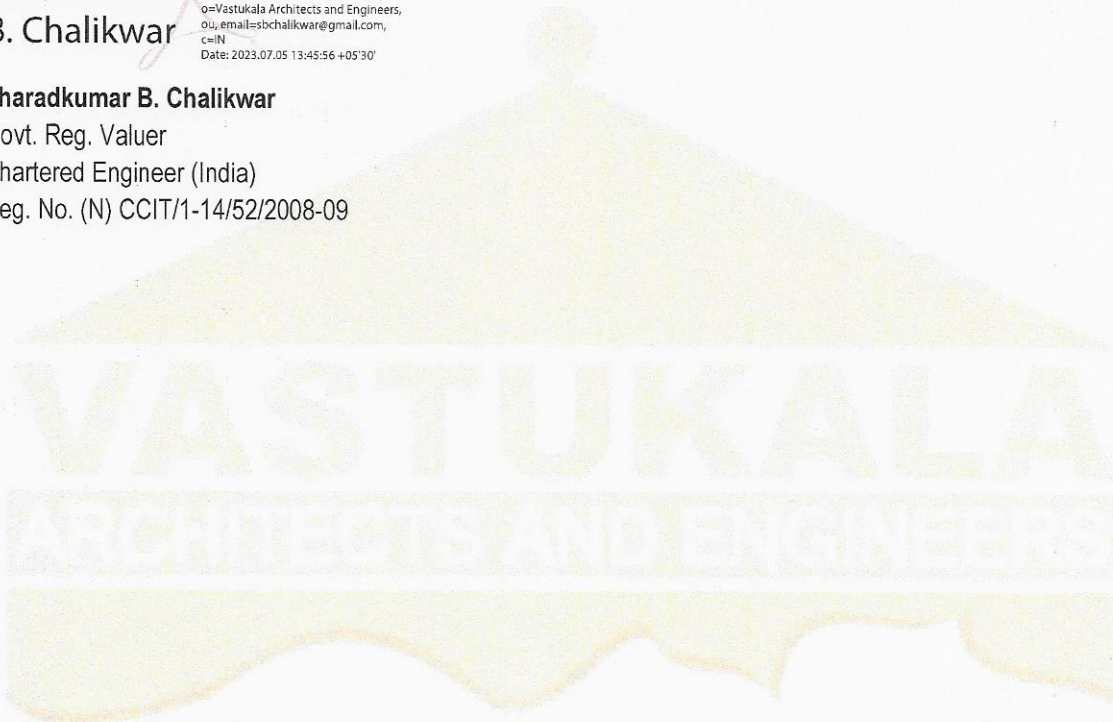 o=Vastukala Architects and Engineers,
B. Chalikwar
ou, email=sbchalikwar@gmail.com,
c=IN
Date: 2023.07.05 13:45:56 +05'30'
haradkumar B. Chalikwar
ovt. Reg. Valuer
hartered Engineer (India)
eg. No. (N) CCIT/1-14/52/2008-09
VASTUKALA
ARCHITECTS AND ENGINEERS